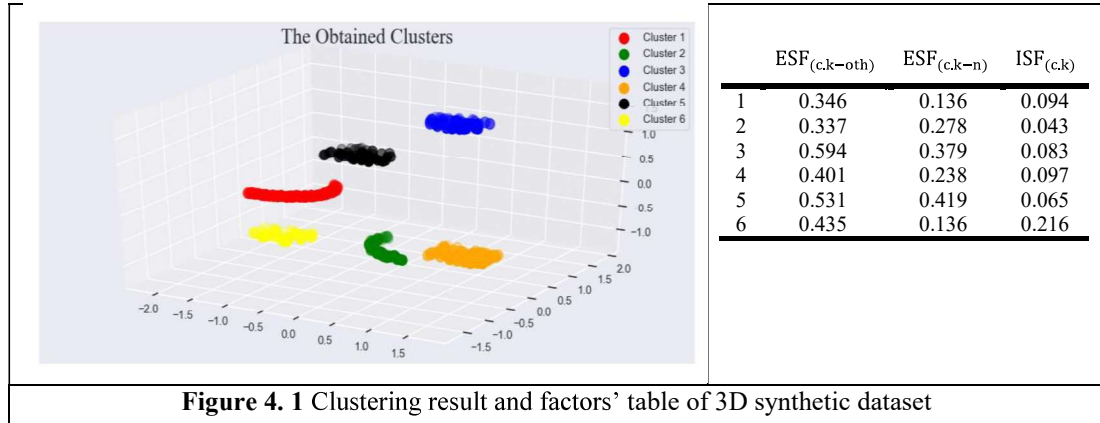 The Obtained Clusters
Cluster 1
Cluster 2
Cluster 3
Cluster 4
Cluster 5
Cluster 6
1.0
0.5
0.0
−0.5
−1.0
2.0
1.5
1.0
0.5
0.0
−0.5
−1.0
−1.5
−2.0 −1.5 −1.0 −0.5 0.0 0.5 1.0 1.5
ESF(c.k−oth) ESF(c.k−n) ISF(c.k)
1 0.346 0.136 0.094
2 0.337 0.278 0.043
3 0.594 0.379 0.083
4 0.401 0.238 0.097
5 0.531 0.419 0.065
6 0.435 0.136 0.216
Figure 4. 1 Clustering result and factors’ table of 3D synthetic dataset